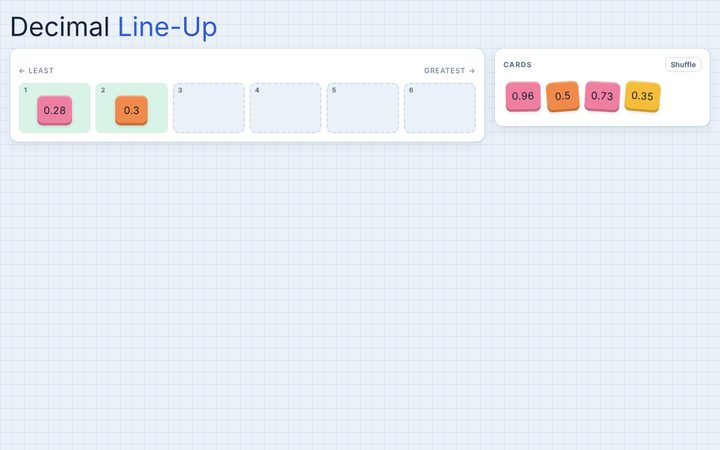 Decimal Line-Up
← LEAST GREATEST →
1 2 3 4 5 6
0.28 0.3
CARDS Shuffle
0.96 0.5 0.73 0.35